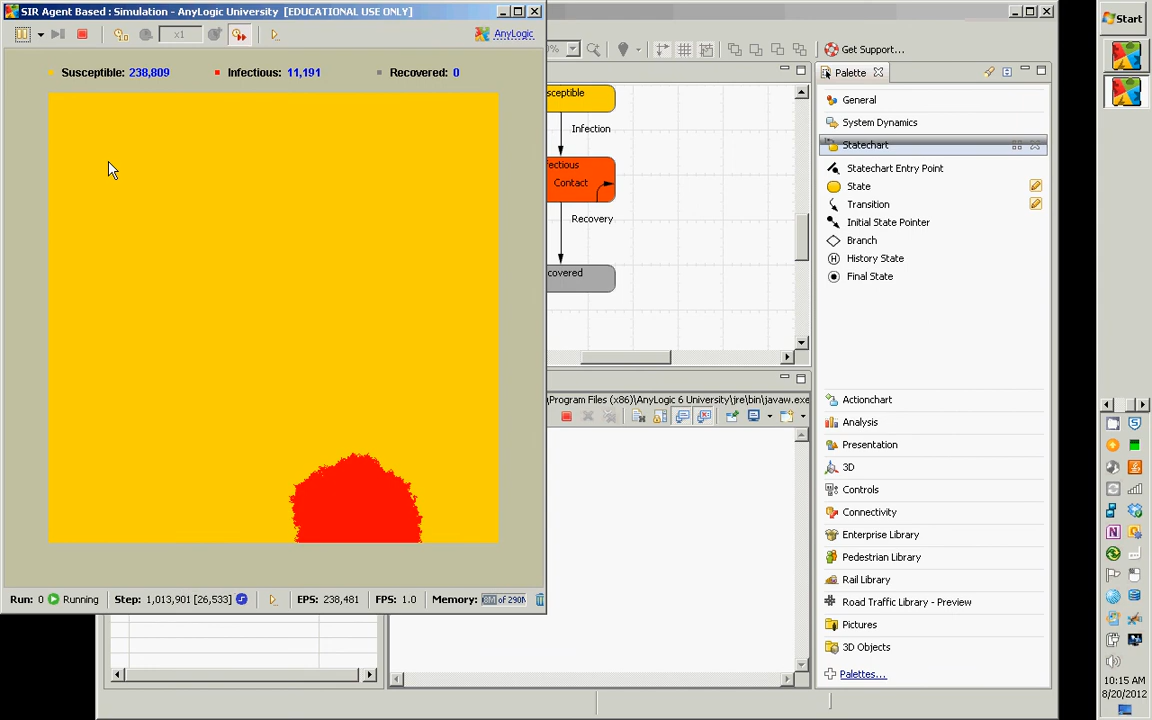 SIR Agent Based : Simulation - AnyLogic University [EDUCATIONAL USE ONLY]
x1
AnyLogic
Susceptible: 238,809
Infectious: 11,191
Recovered: 0
Run: 0
Running
Step: 1,013,901 [26,533]
EPS: 238,481
FPS: 1.0
Memory:
of 290M
Get Support...
sceptible
Infection
fectious
Contact
Recovery
covered
\Program Files (x86)\AnyLogic 6 University\jre\bin\javaw.exe
Palette
General
System Dynamics
Statechart
Statechart Entry Point
State
Transition
Initial State Pointer
Branch
History State
Final State
Actionchart
Analysis
Presentation
3D
Controls
Connectivity
Enterprise Library
Pedestrian Library
Rail Library
Road Traffic Library - Preview
Pictures
3D Objects
Palettes...
Start
10:15 AM
8/20/2012